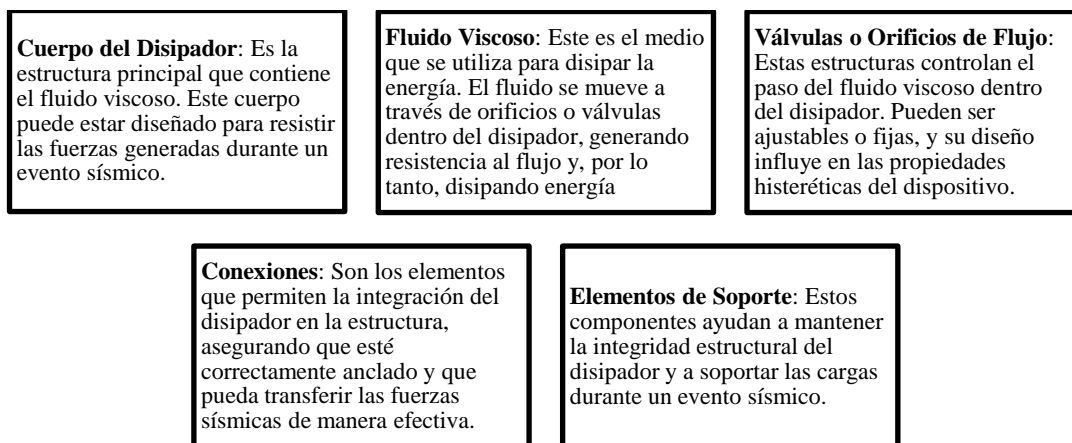 Cuerpo del Disipador: Es la
estructura principal que contiene
el fluido viscoso. Este cuerpo
puede estar diseñado para resistir
las fuerzas generadas durante un
evento sísmico.
Fluido Viscoso: Este es el medio
que se utiliza para disipar la
energía. El fluido se mueve a
través de orificios o válvulas
dentro del disipador, generando
resistencia al flujo y, por lo
tanto, disipando energía
Válvulas o Orificios de Flujo:
Estas estructuras controlan el
paso del fluido viscoso dentro
del disipador. Pueden ser
ajustables o fijas, y su diseño
influye en las propiedades
histeréticas del dispositivo.
Conexiones: Son los elementos
que permiten la integración del
disipador en la estructura,
asegurando que esté
correctamente anclado y que
pueda transferir las fuerzas
sísmicas de manera efectiva.
Elementos de Soporte: Estos
componentes ayudan a mantener
la integridad estructural del
disipador y a soportar las cargas
durante un evento sísmico.